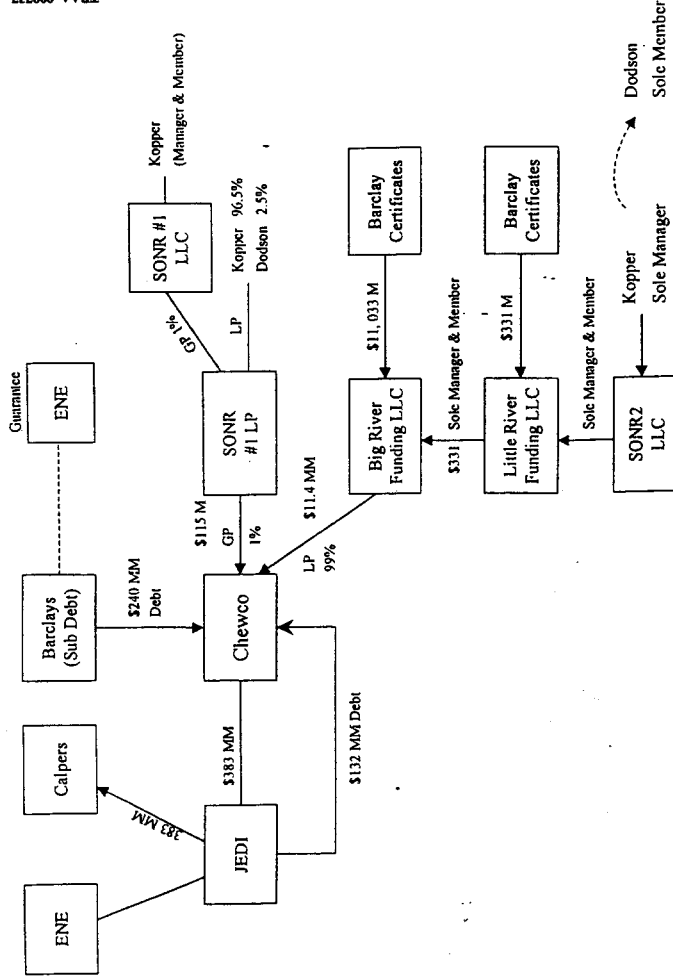 Guarantee
ENE
Calpers
Barclays
(Sub Debt)
ENE
383 MM
$240 MM
Debt
JEDI
$383 MM
Chewco
$115 M
GP
1%
SONR
#1 LP
GP 1%
SONR #1
LLC
Kopper
(Manager & Member)
LP
Kopper 96.5%
Dodson 2.5%
$132 MM Debt
LP
99%
$11.4 MM
Big River
Funding LLC
$11, 033 M
Barclay
Certificates
$331
Sole Manager & Member
Little River
Funding LLC
$331 M
Barclay
Certificates
Sole Manager & Member
SONR2
LLC
Kopper
Sole Manager
Dodson
Sole Member